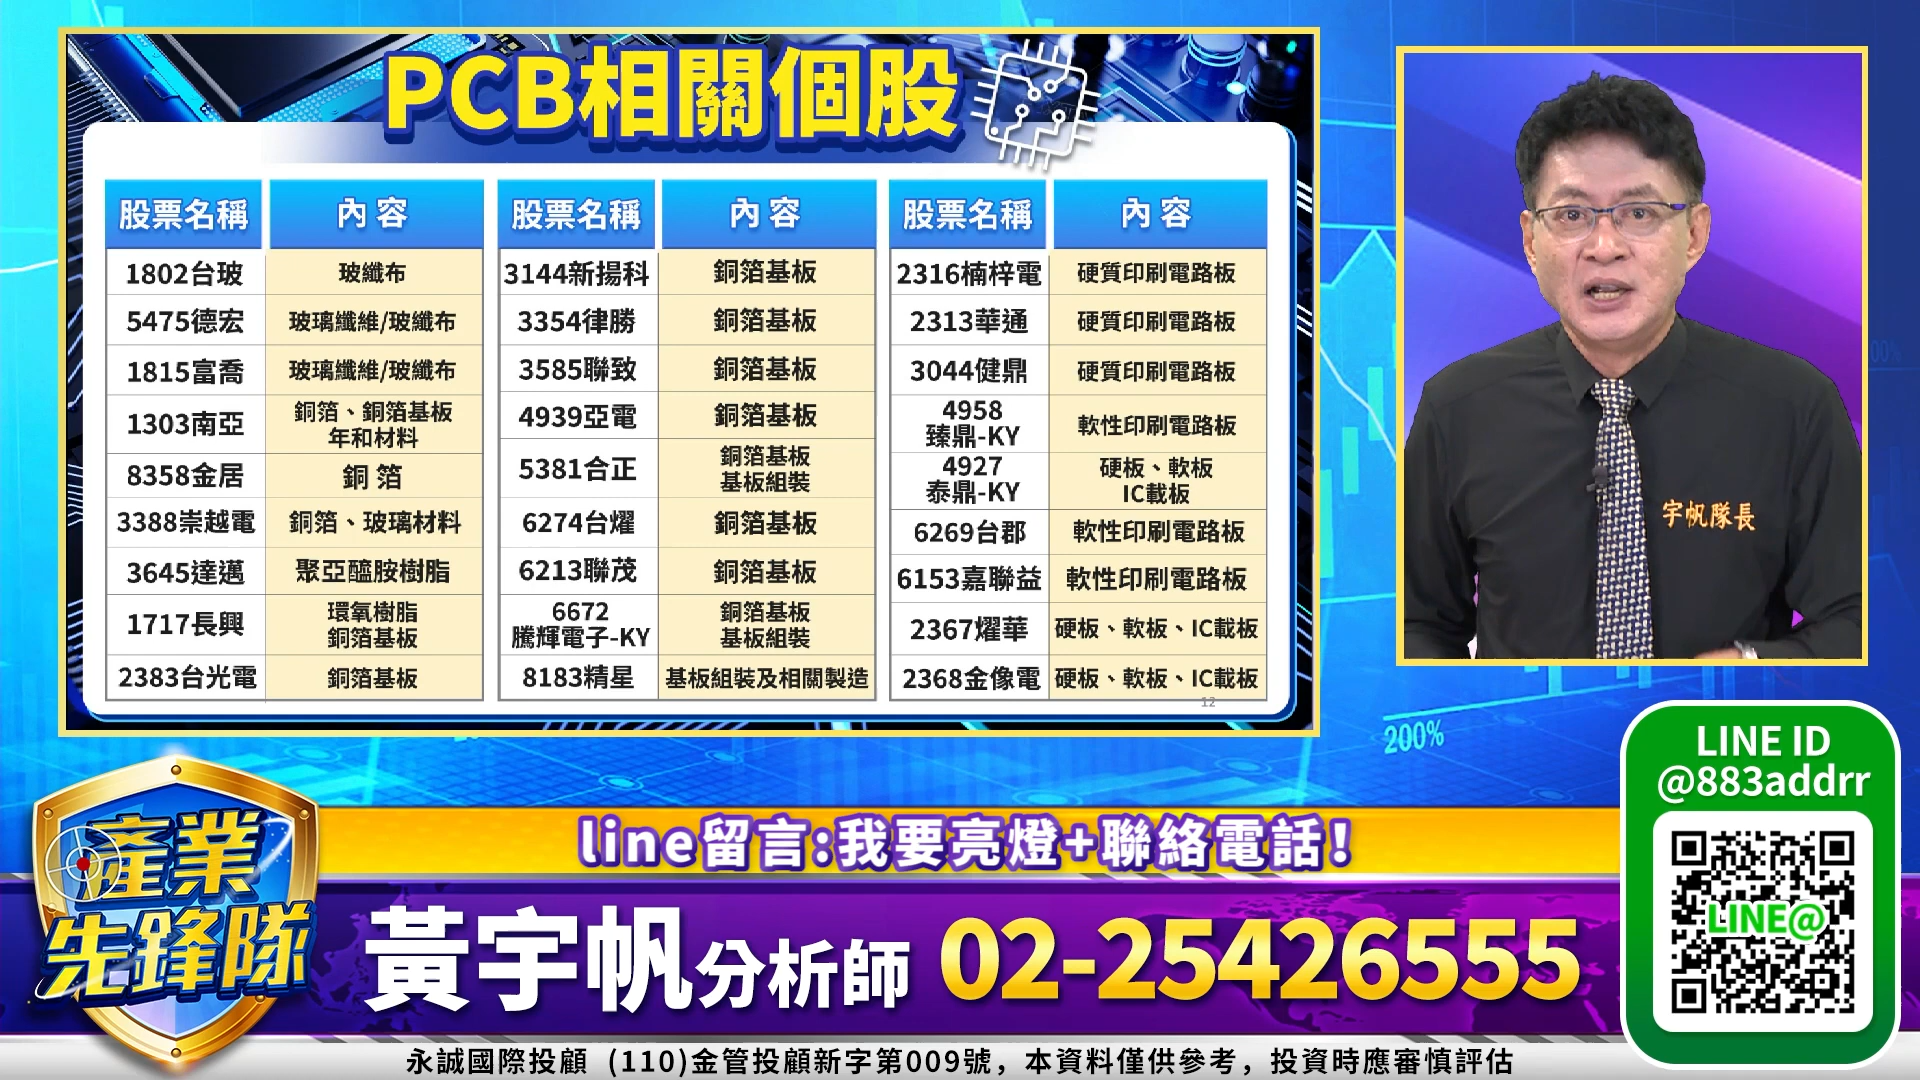 PCB相關個股
股票名稱 內容 股票名稱 內容 股票名稱 內容
1802台玻 玻纖布 3144新揚科 銅箔基板 2316楠梓電 硬質印刷電路板
5475德宏 玻璃纖維/玻纖布 3354律勝 銅箔基板 2313華通 硬質印刷電路板
1815富喬 玻璃纖維/玻纖布 3585聯致 銅箔基板 3044健鼎 硬質印刷電路板
1303南亞 銅箔、銅箔基板
年和材料
4939亞電 銅箔基板
4958
臻鼎-KY
軟性印刷電路板
8358金居 銅箔
5381合正 銅箔基板
基板組裝
4927
泰鼎-KY
硬板、軟板
IC載板
3388崇越電 銅箔、玻璃材料 6274台燿 銅箔基板 6269台郡 軟性印刷電路板
3645達邁 聚亞醯胺樹脂 6213聯茂 銅箔基板 6153嘉聯益 軟性印刷電路板
1717長興 環氧樹脂
銅箔基板
6672
騰輝電子-KY
銅箔基板
基板組裝
2367燿華 硬板、軟板、IC載板
2383台光電 銅箔基板 8183精星 基板組裝及相關製造 2368金像電 硬板、軟板、IC載板
12
宇帆隊長
200%
LINE ID
@883addrr
LINE@
產業
先鋒隊
line留言:我要亮燈+聯絡電話!
黃宇帆分析師 02-25426555
永誠國際投顧 (110)金管投顧新字第009號，本資料僅供參考，投資時應審慎評估